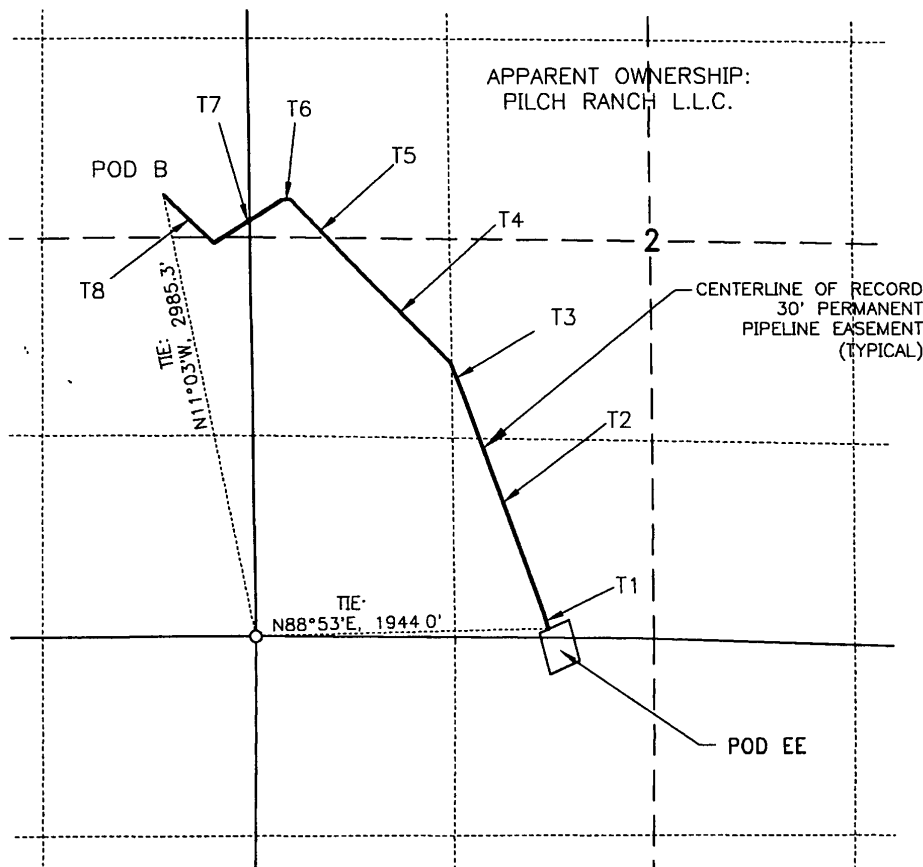 APPARENT OWNERSHIP:
PILCH RANCH L.L.C.
T7
T6
T5
POD B
T4
2
T8
CENTERLINE OF RECORD
30' PERMANENT
PIPELINE EASEMENT
(TYPICAL)
T3
TIE:
N11°03'W, 2985.3'
T2
T1
TIE:
N88°53'E, 1944.0'
POD EE